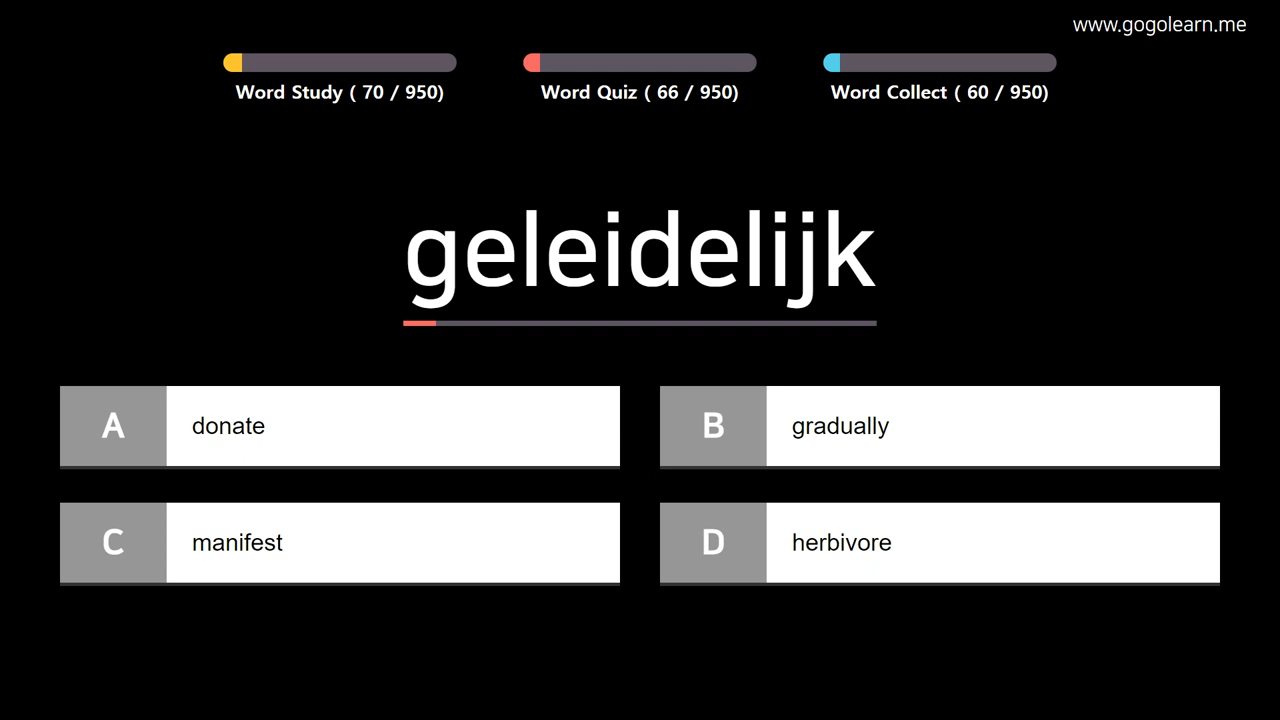 www.gogolearn.me
Word Study ( 70 / 950)
Word Quiz ( 66 / 950)
Word Collect ( 60 / 950)
geleidelijk
A donate
B gradually
C manifest
D herbivore